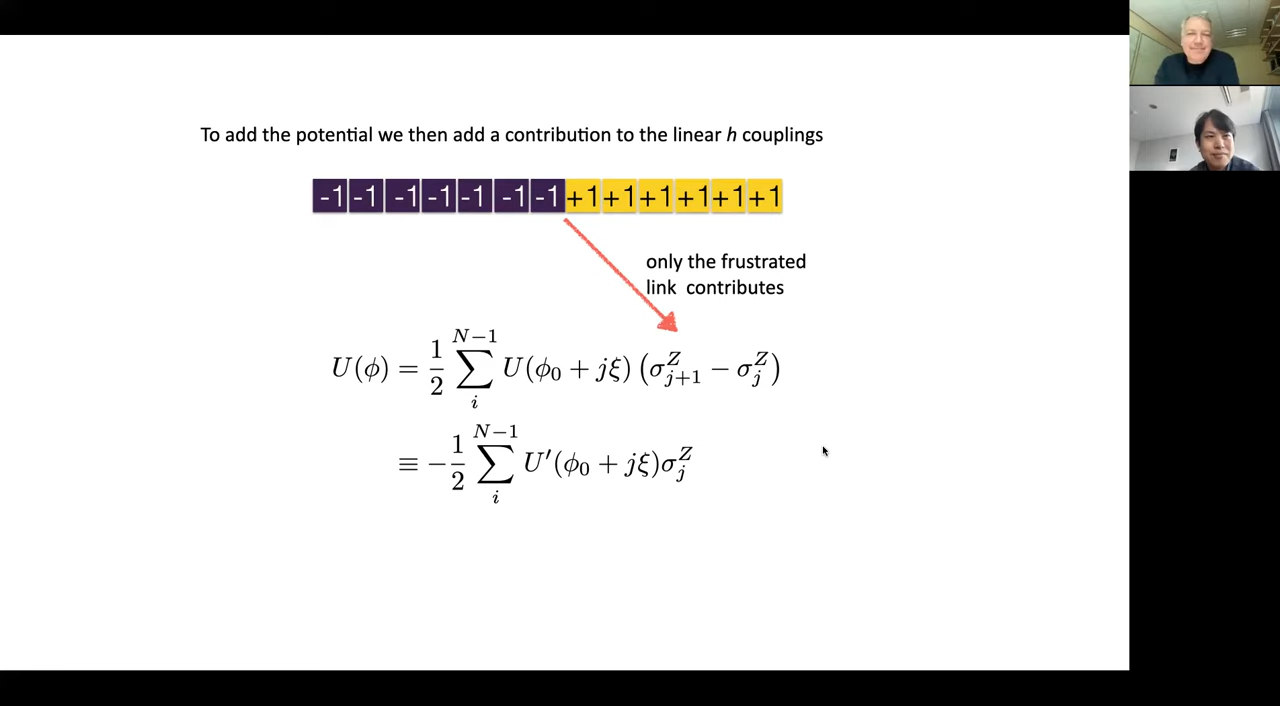 To add the potential we then add a contribution to the linear h couplings
-1 -1 -1 -1 -1 -1 -1 +1 +1 +1 +1 +1 +1
only the frustrated
link contributes
U(ϕ) = 1/2 ∑_i^{N−1} U(ϕ₀ + jξ) (σ^Z_{j+1} − σ^Z_j)
≡ −1/2 ∑_i^{N−1} U′(ϕ₀ + jξ)σ^Z_j